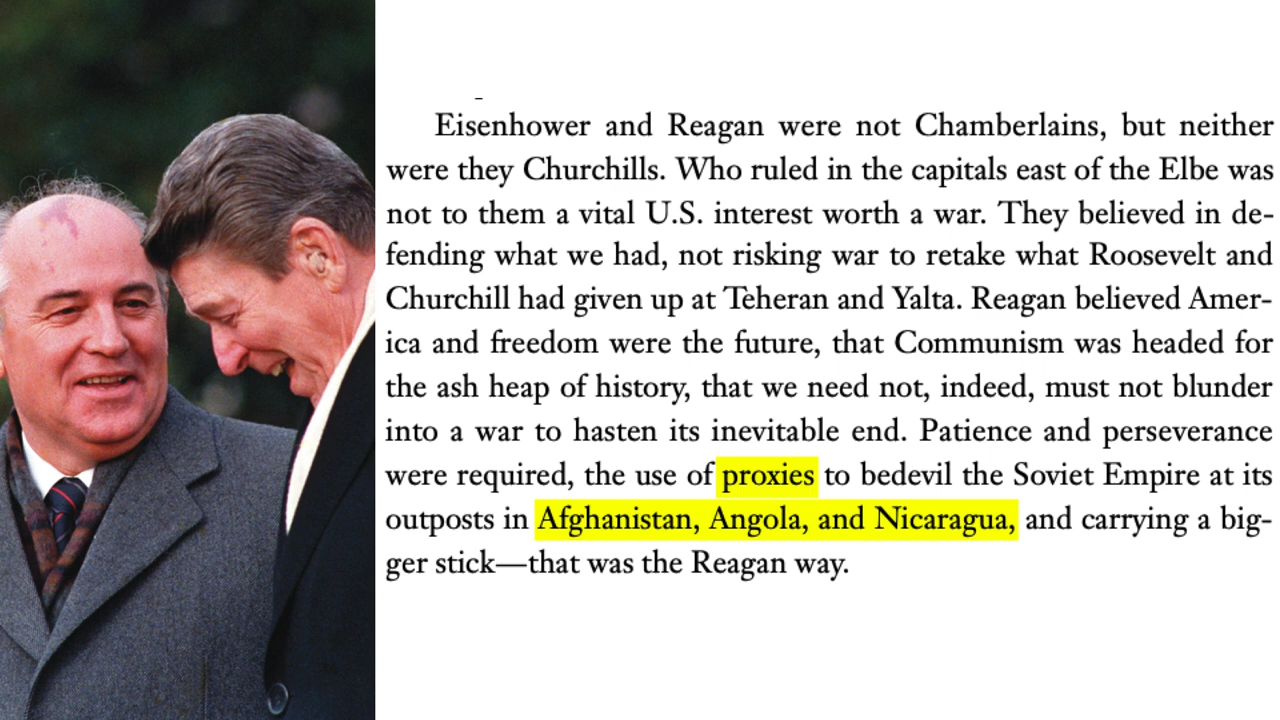 Eisenhower and Reagan were not Chamberlains, but neither
were they Churchills. Who ruled in the capitals east of the Elbe was
not to them a vital U.S. interest worth a war. They believed in de-
fending what we had, not risking war to retake what Roosevelt and
Churchill had given up at Teheran and Yalta. Reagan believed Amer-
ica and freedom were the future, that Communism was headed for
the ash heap of history, that we need not, indeed, must not blunder
into a war to hasten its inevitable end. Patience and perseverance
were required, the use of proxies to bedevil the Soviet Empire at its
outposts in Afghanistan, Angola, and Nicaragua, and carrying a big-
ger stick—that was the Reagan way.